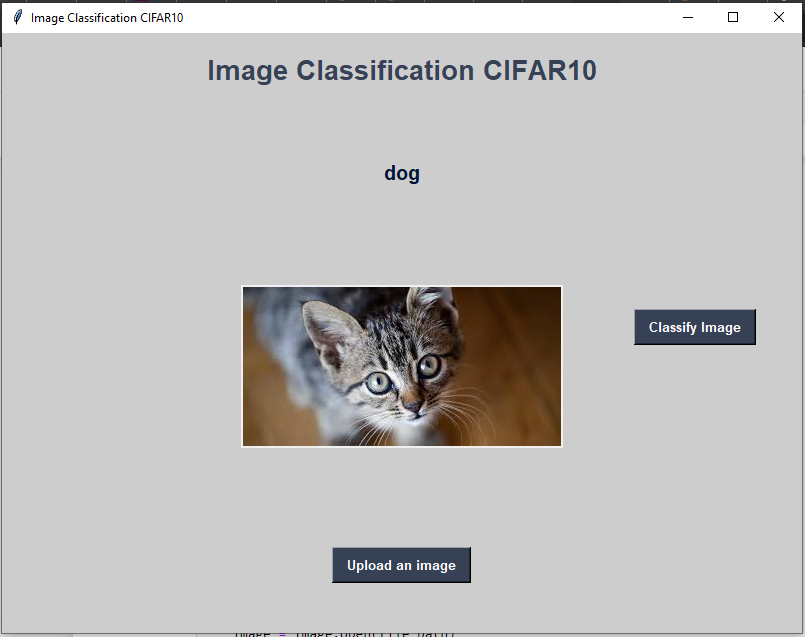 Image Classification CIFAR10
Image Classification CIFAR10
dog
Classify Image
Upload an image